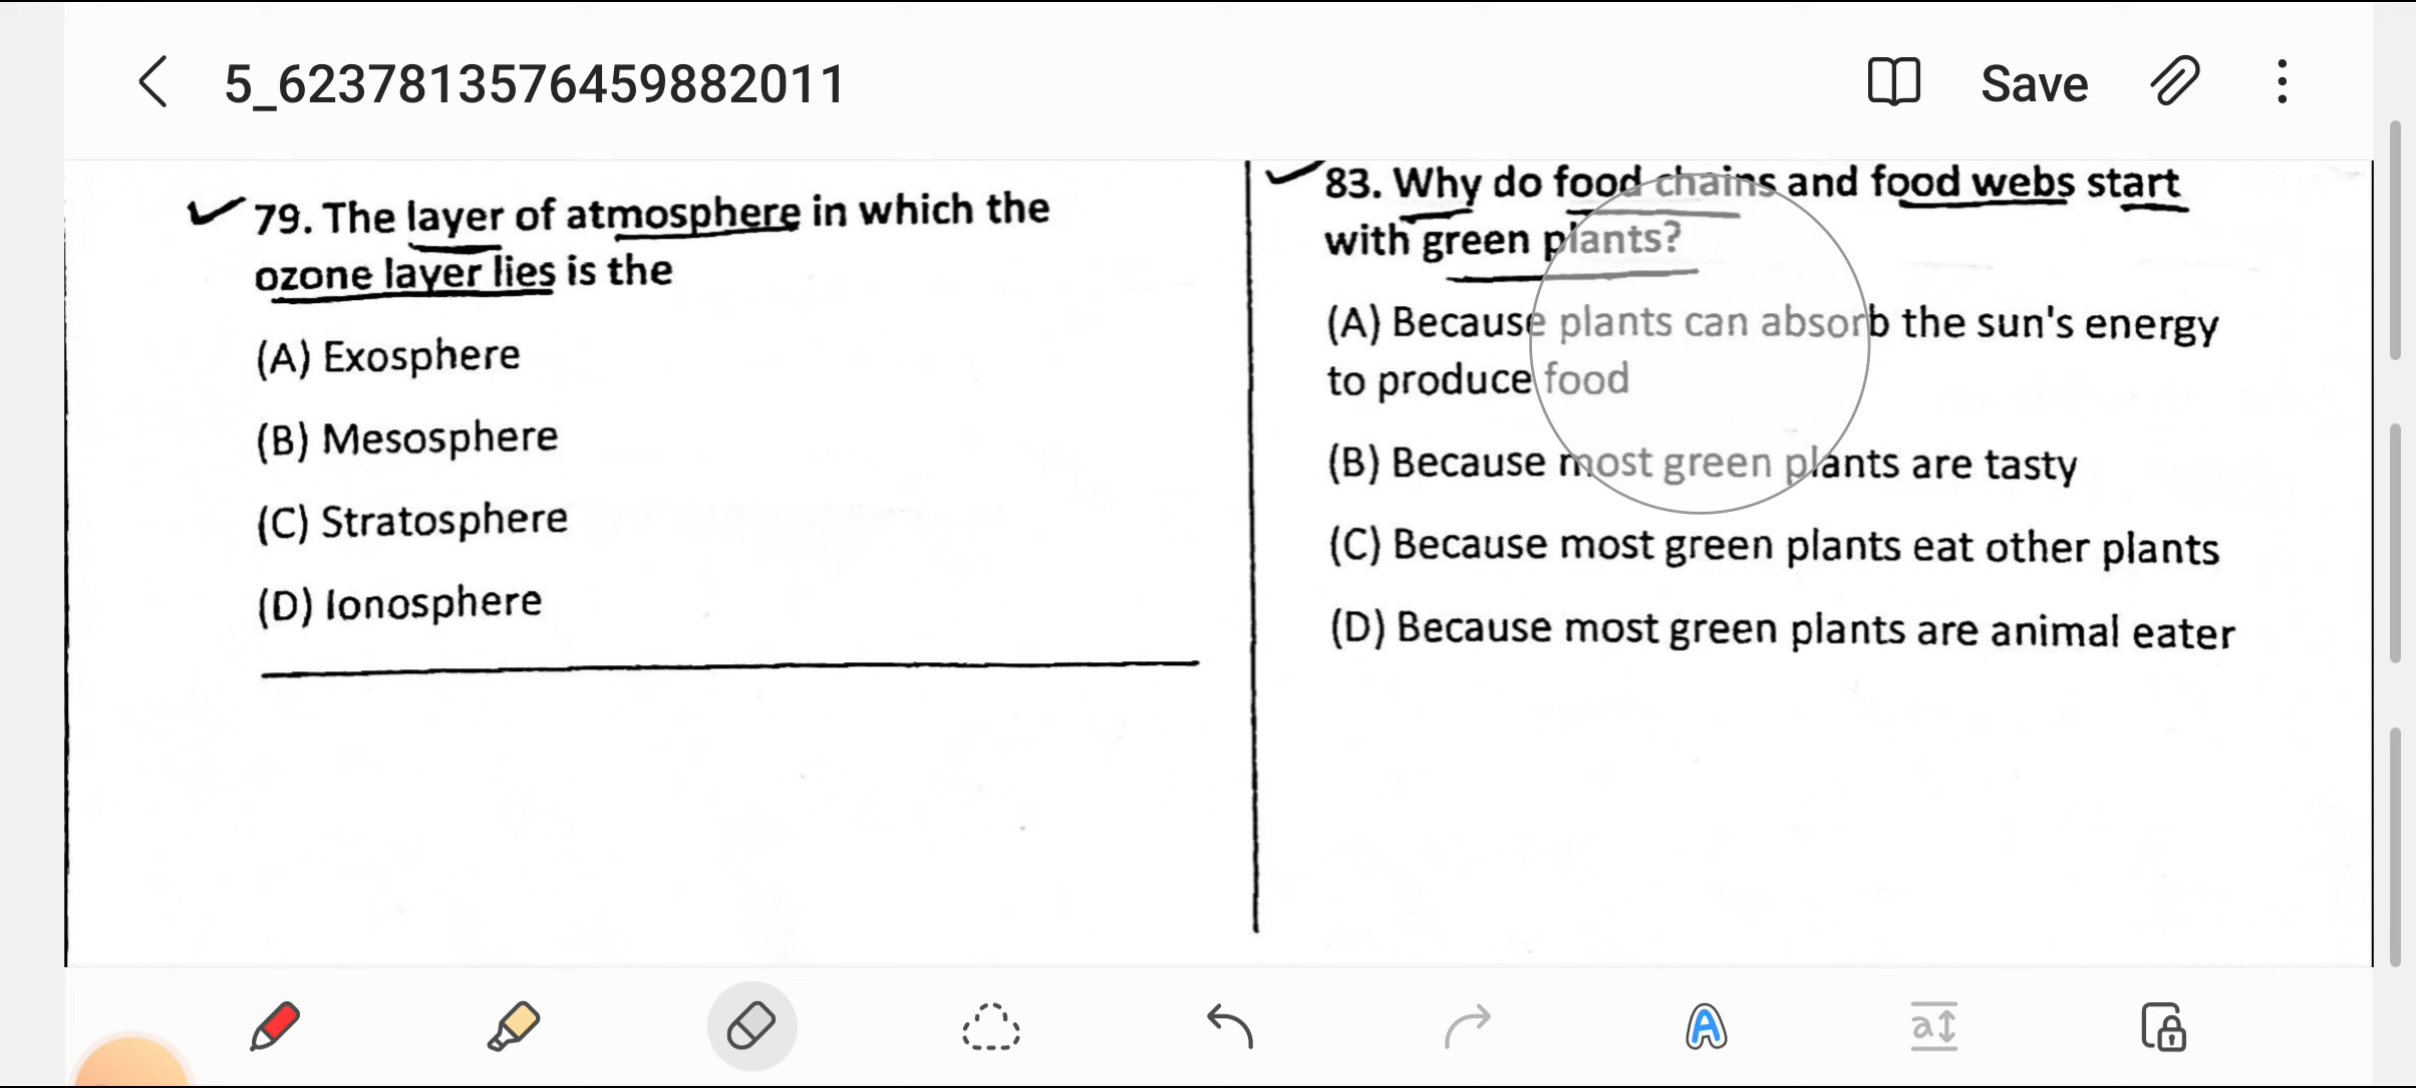 5_6237813576459882011
Save
79. The layer of atmosphere in which the
ozone layer lies is the
(A) Exosphere
(B) Mesosphere
(C) Stratosphere
(D) Ionosphere
83. Why do food chains and food webs start
with green plants?
(A) Because plants can absorb the sun's energy
to produce food
(B) Because most green plants are tasty
(C) Because most green plants eat other plants
(D) Because most green plants are animal eater
A
a